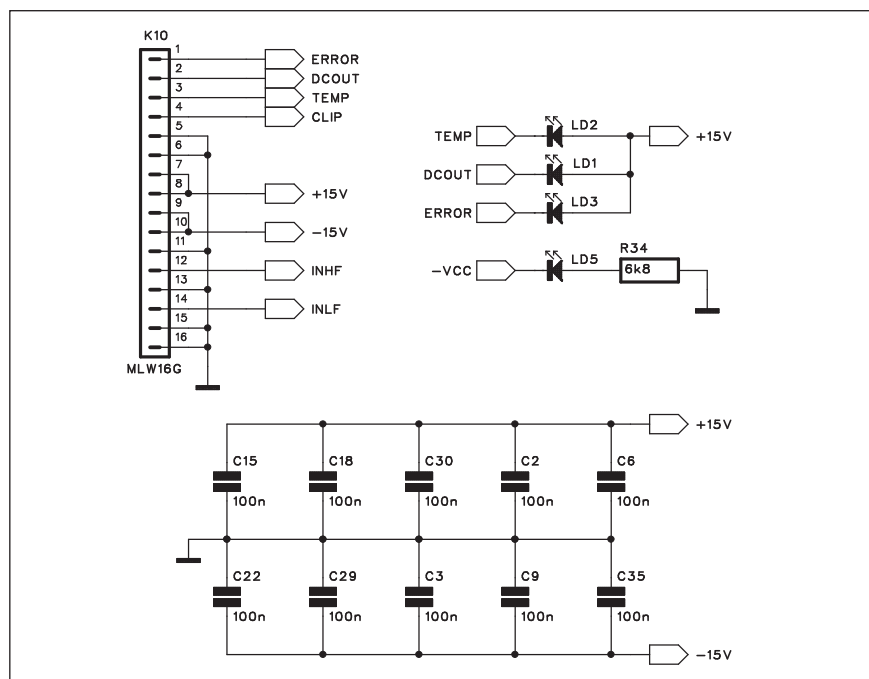 K10
1 ERROR
2 DCOUT
3 TEMP
4 CLIP
5
6
7
8 +15V
9
10 -15V
11
12 INHF
13
14 INLF
15
16
MLW16G
TEMP LD2 +15V
DCOUT LD1
ERROR LD3
-VCC LD5 R34
6k8
+15V
C15 C18 C30 C2 C6
100n 100n 100n 100n 100n
C22 C29 C3 C9 C35
100n 100n 100n 100n 100n
-15V